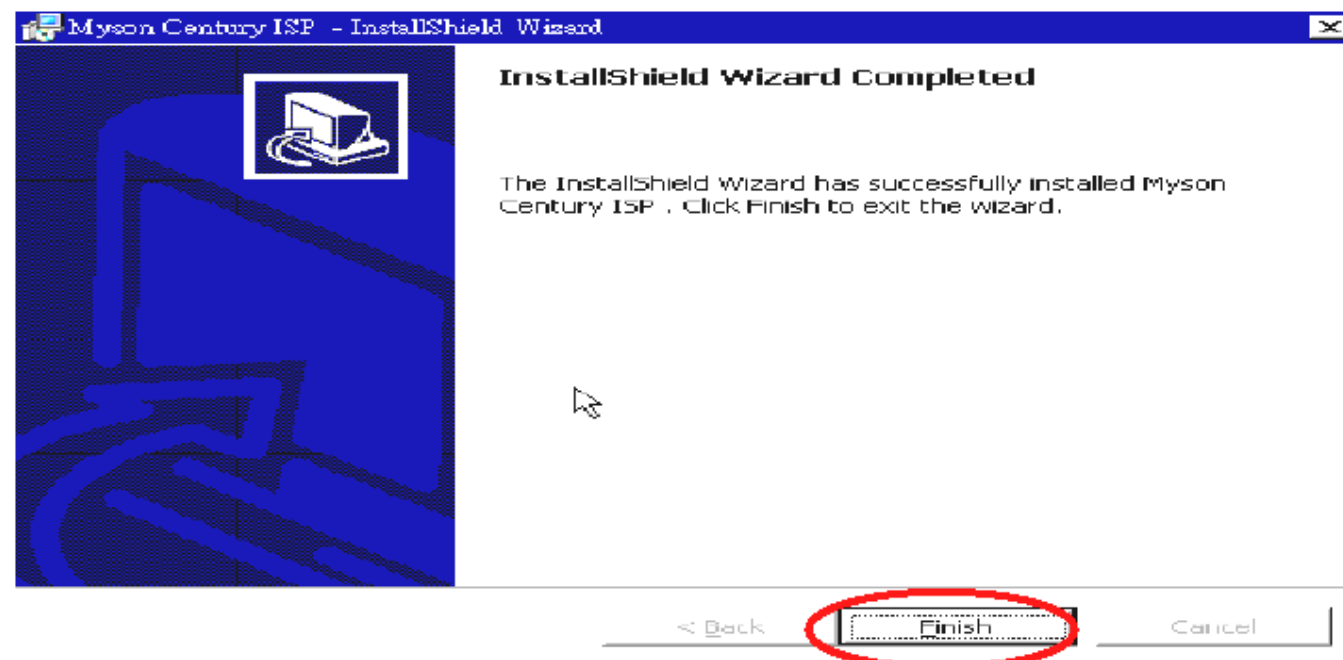 Myson Century ISP - InstallShield Wizard
InstallShield Wizard Completed
The InstallShield Wizard has successfully installed Myson
Century ISP . Click Finish to exit the wizard.
< Back
Finish
Cancel